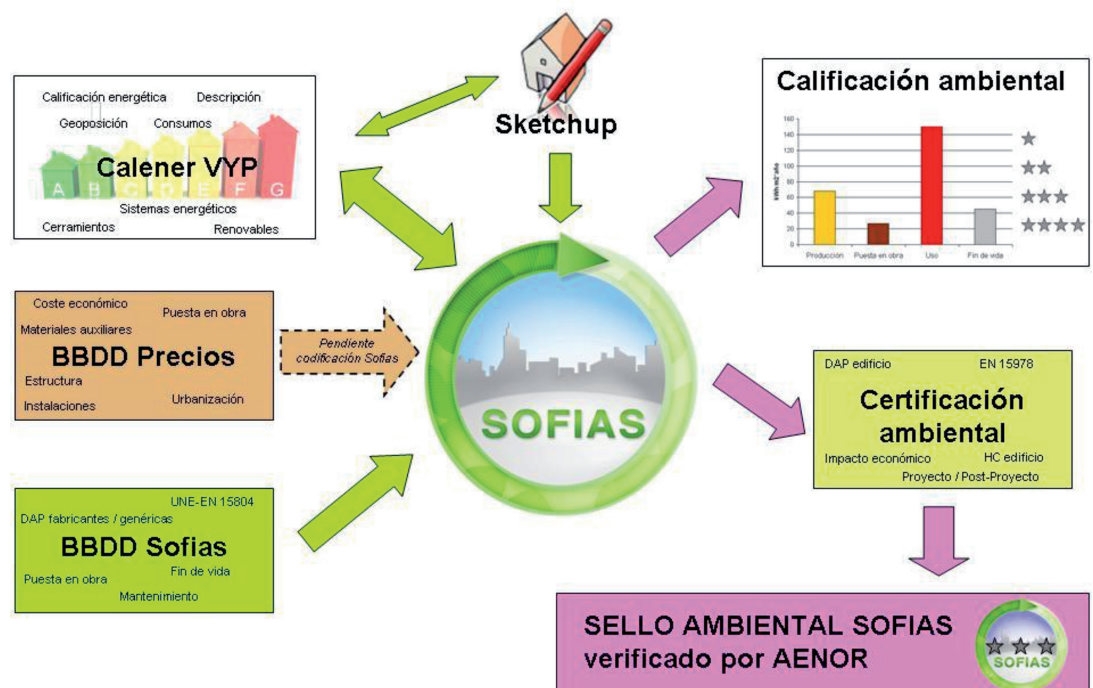 Sketchup
Calificación energética
Descripción
Geoposición
Consumos
Calener VYP
A B C D E F G
Sistemas energéticos
Cerramientos
Renovables
Coste económico
Puesta en obra
Materiales auxiliares
BBDD Precios
Estructura
Instalaciones
Urbanización
Pendiente
codificación Sofias
UNE-EN 15804
DAP fabricantes / genéricas
BBDD Sofias
Fin de vida
Puesta en obra
Mantenimiento
SOFIAS
Calificación ambiental
kWh/m2*año
160
140
120
100
80
60
40
20
0
Producción
Puesta en obra
Uso
Fin de vida
DAP edificio
EN 15978
Certificación
ambiental
Impacto económico
HC edificio
Proyecto / Post-Proyecto
SELLO AMBIENTAL SOFIAS
verificado por AENOR
SOFIAS